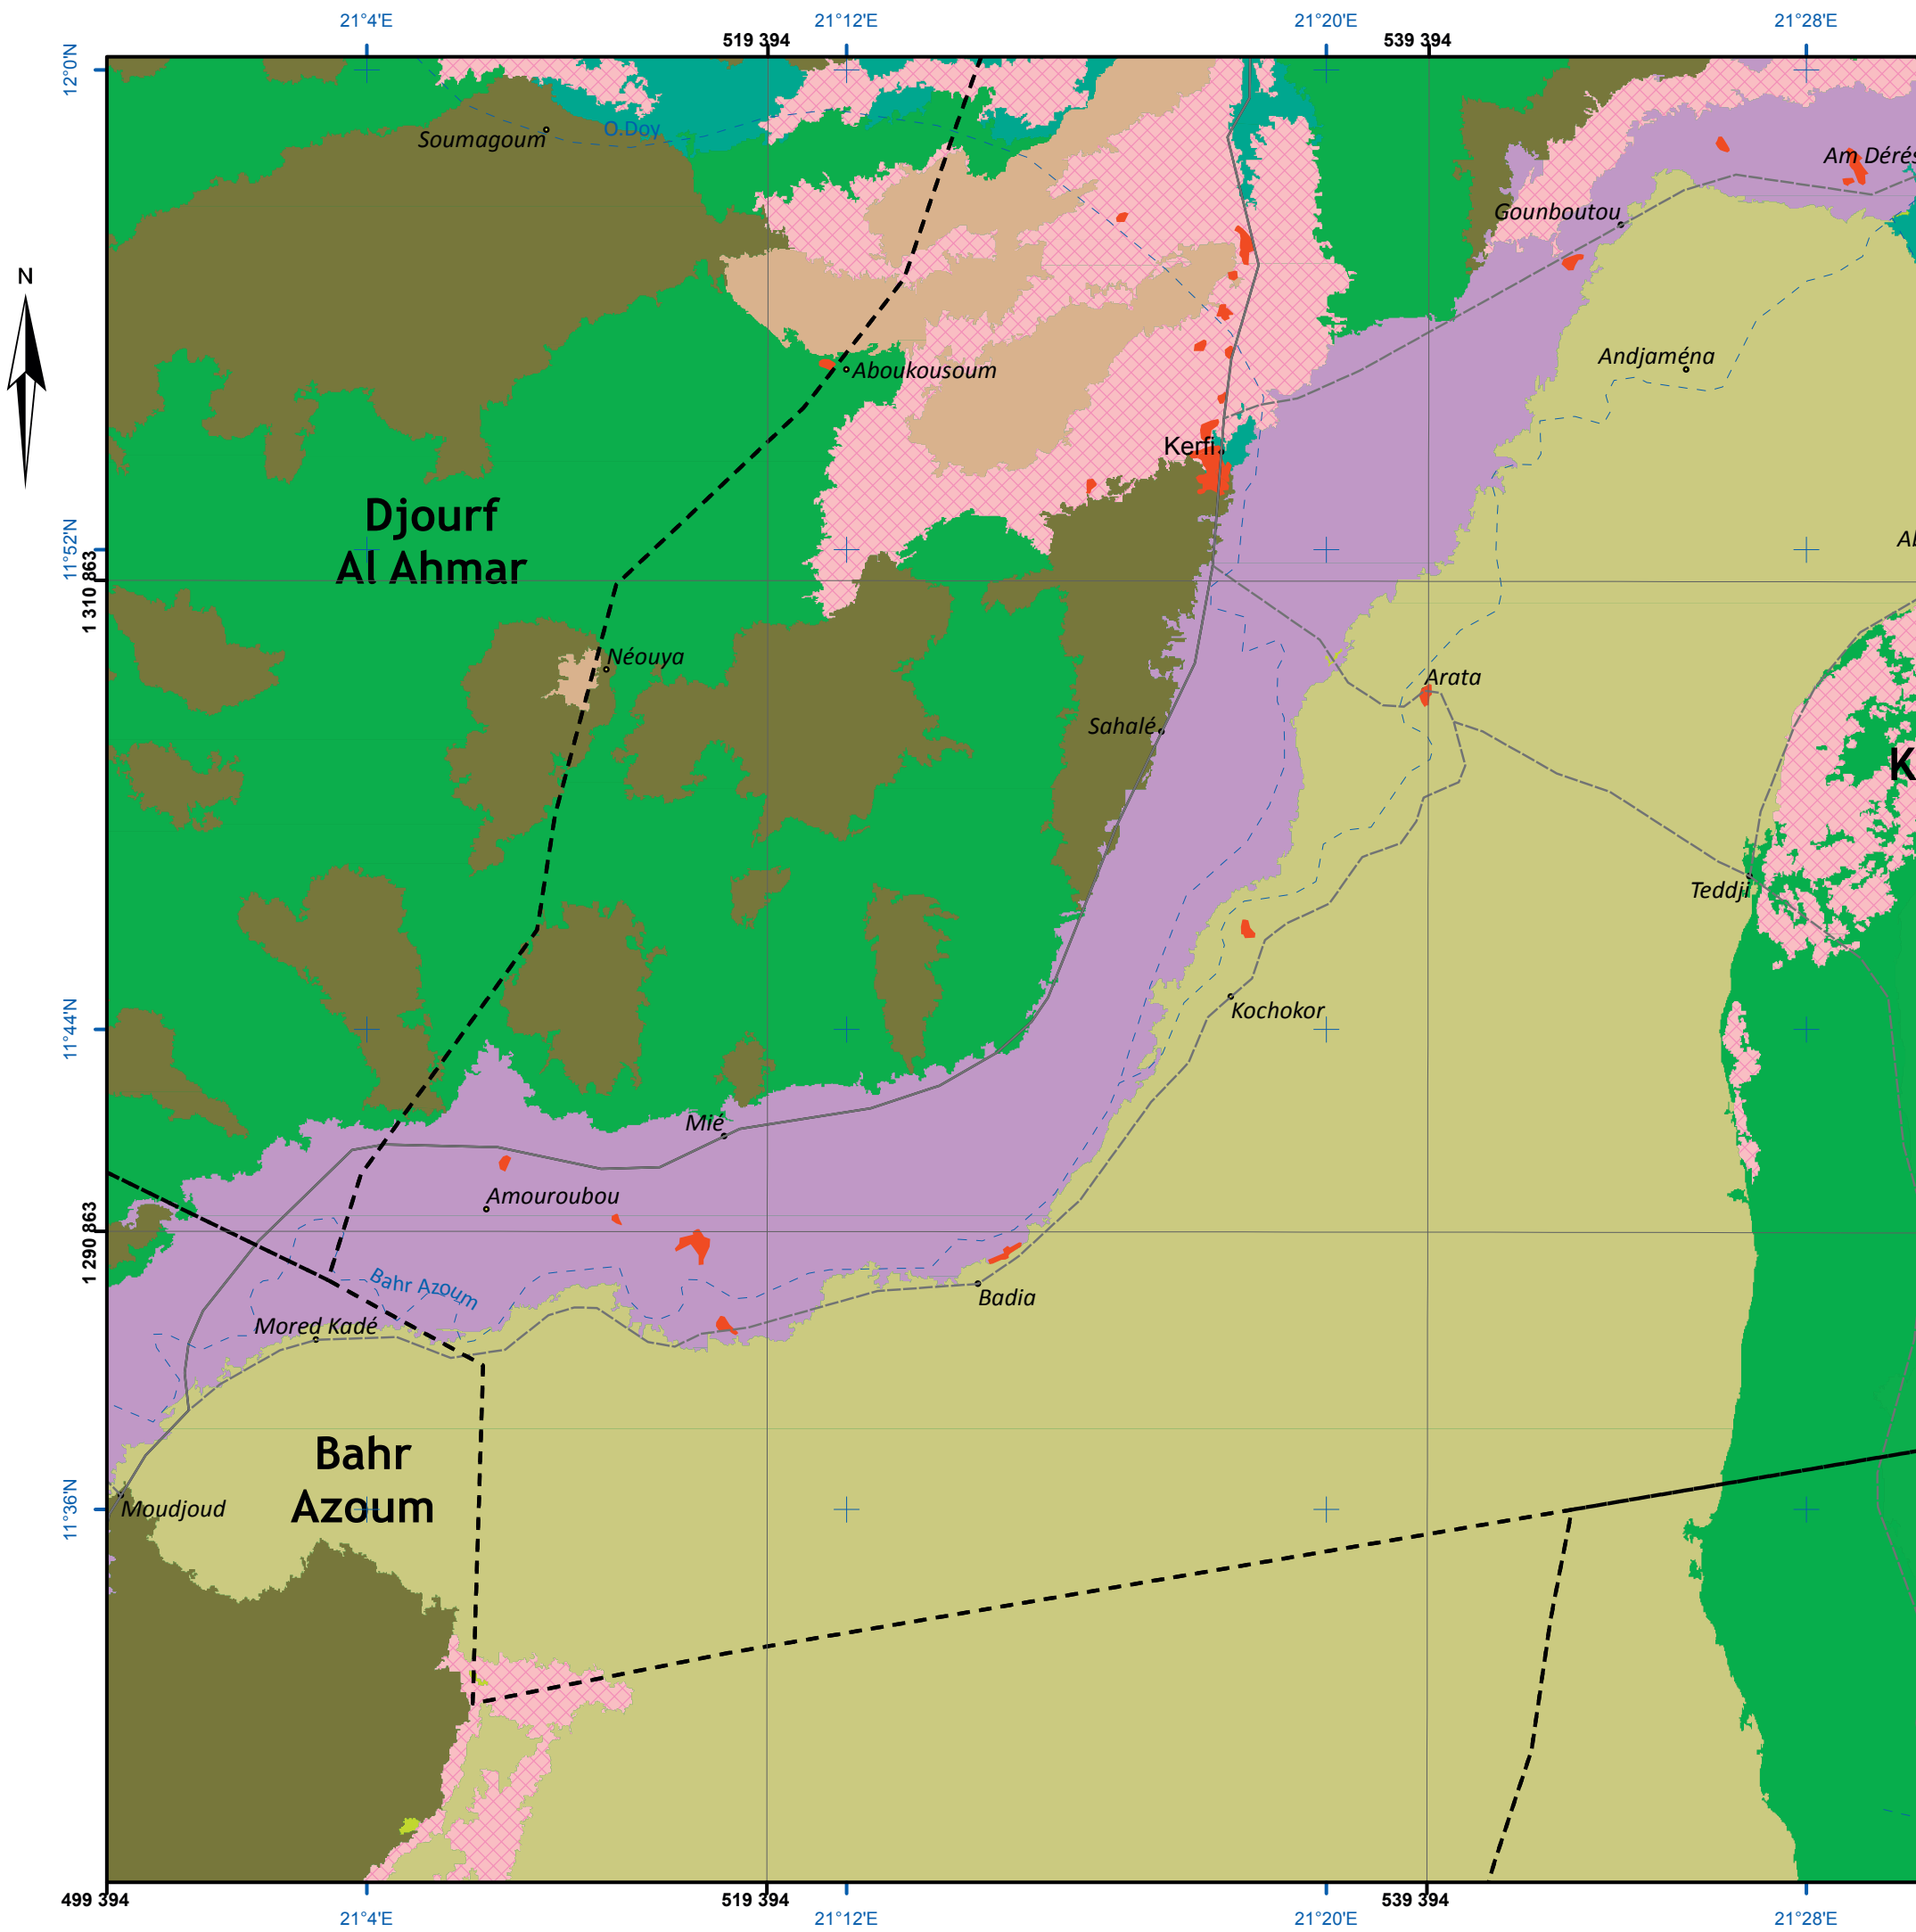 21°4'E
21°12'E
21°20'E
21°28'E
519 394
539 394
12°0'N
O.Doy
Soumagoum
Am Dérés
Gounboutou
N
Andjaména
Aboukousoum
Kerfi
Djourf
Al Ahmar
11°52'N
1 310 863
Néouya
Arata
Sahalé
K
Teddji
Kochokor
11°44'N
Mié
Amouroubou
1 290 863
Bahr Azoum
Badia
Mored Kadé
Bahr
Azoum
11°36'N
Moudjoud
499 394
519 394
539 394
21°4'E
21°12'E
21°20'E
21°28'E